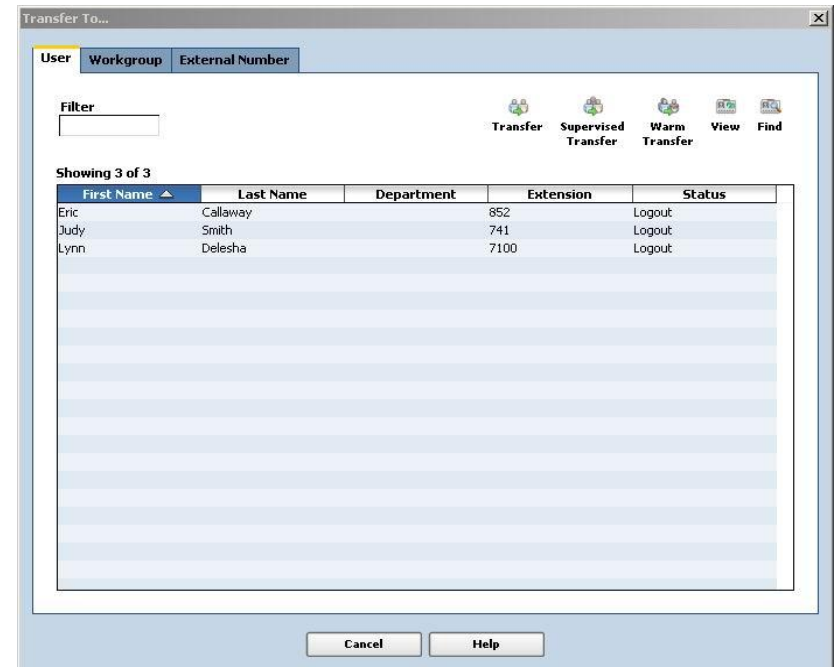 Transfer To...
User Workgroup External Number
Filter
Transfer Supervised Transfer Warm Transfer View Find
Showing 3 of 3
First Name Last Name Department Extension Status
Eric Callaway 852 Logout
Judy Smith 741 Logout
Lynn Delesha 7100 Logout
Cancel Help